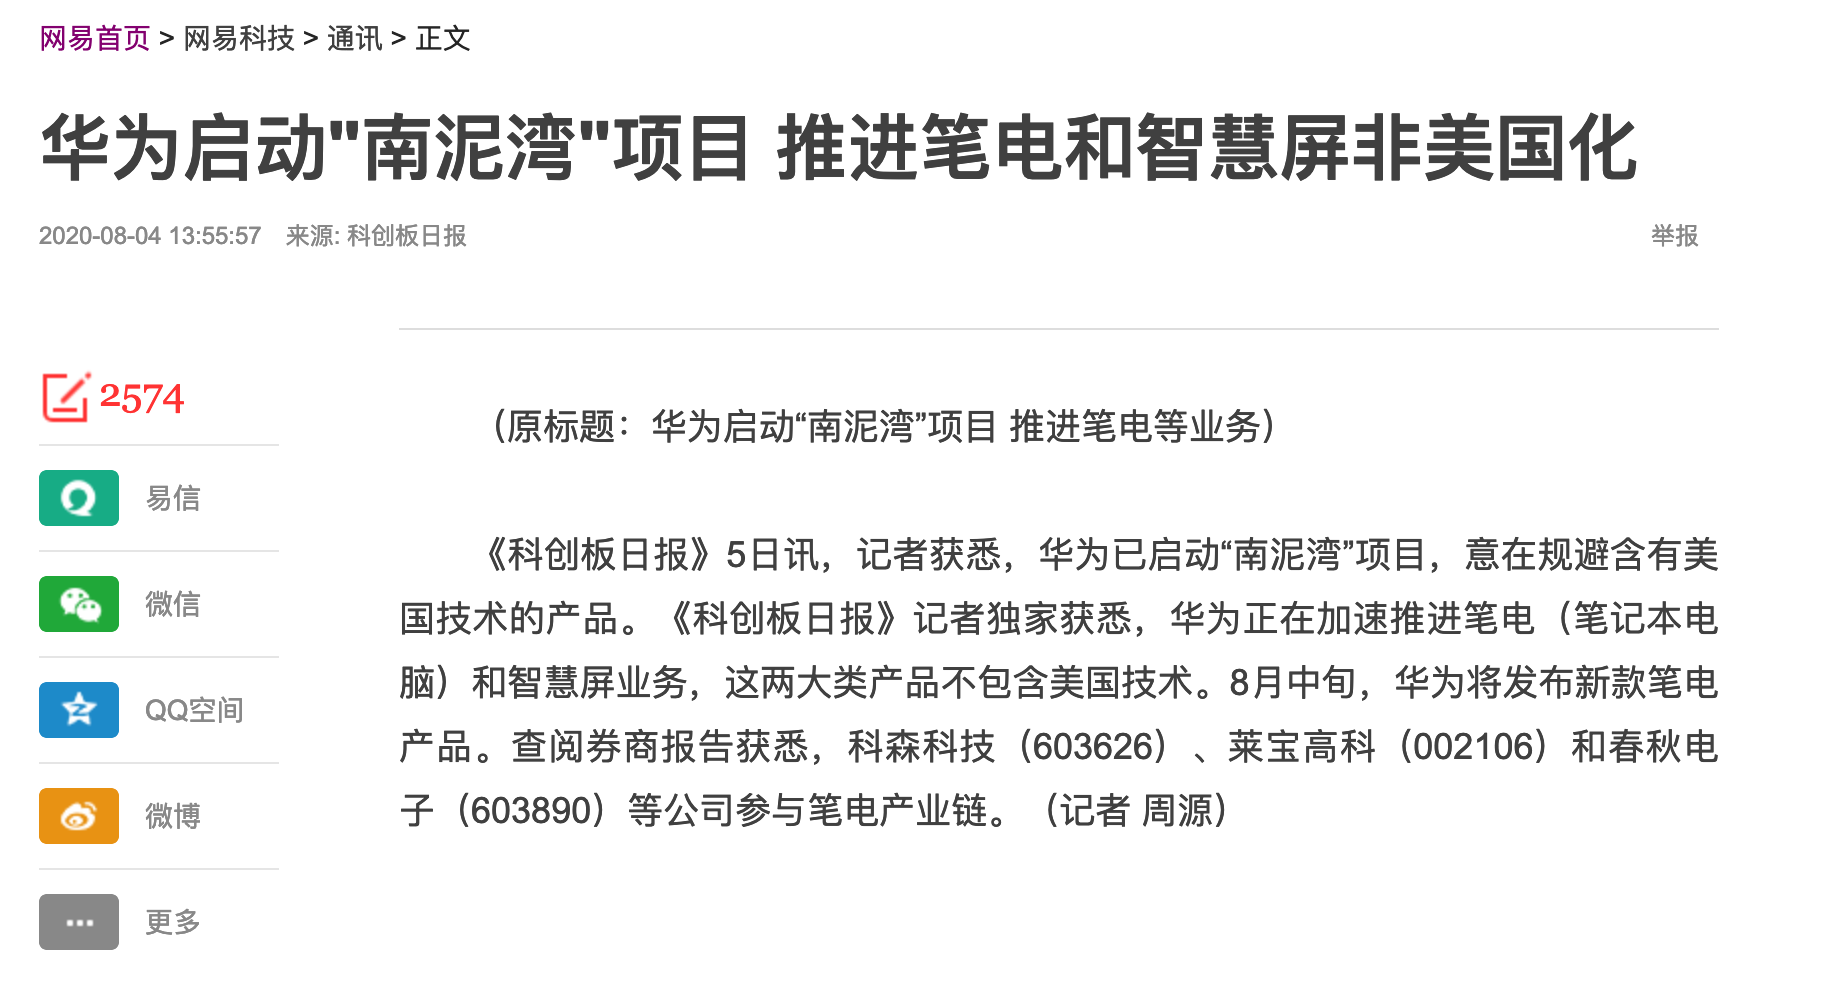 网易首页 > 网易科技 > 通讯 > 正文
华为启动"南泥湾"项目 推进笔电和智慧屏非美国化
2020-08-04 13:55:57 来源: 科创板日报 举报
2574
（原标题：华为启动“南泥湾”项目 推进笔电等业务）
《科创板日报》5日讯，记者获悉，华为已启动“南泥湾”项目，意在规避含有美
国技术的产品。《科创板日报》记者独家获悉，华为正在加速推进笔电（笔记本电
脑）和智慧屏业务，这两大类产品不包含美国技术。8月中旬，华为将发布新款笔电
产品。查阅券商报告获悉，科森科技（603626）、莱宝高科（002106）和春秋电
子（603890）等公司参与笔电产业链。（记者 周源）
易信
微信
QQ空间
微博
更多